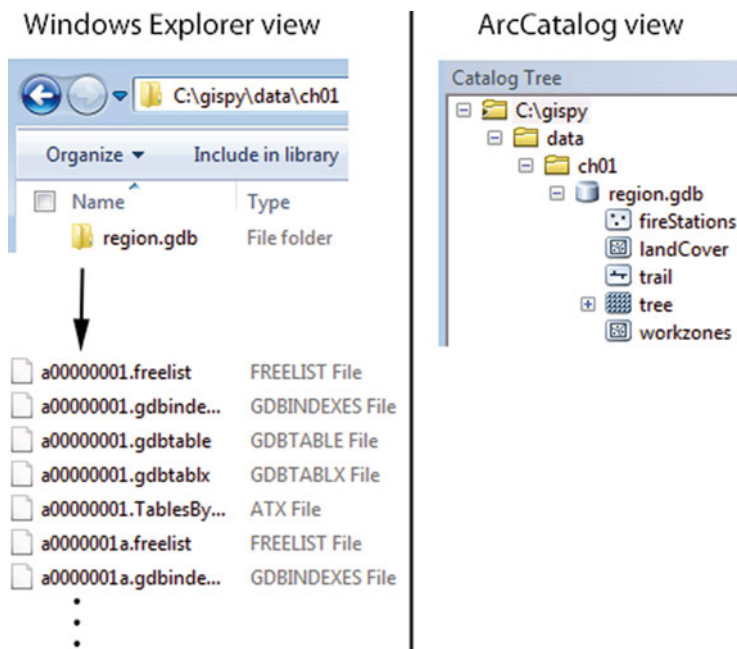 Windows Explorer view
C:\gispy\data\ch01
Organize
Include in library
Name
Type
region.gdb
File folder
a00000001.freelist
FREELIST File
a00000001.gdbinde...
GDBINDEXES File
a00000001.gdbtable
GDBTABLE File
a00000001.gdbtablx
GDBTABLX File
a00000001.TablesBy...
ATX File
a0000001a.freelist
FREELIST File
a0000001a.gdbinde...
GDBINDEXES File
ArcCatalog view
Catalog Tree
C:\gispy
data
ch01
region.gdb
fireStations
landCover
trail
tree
workzones